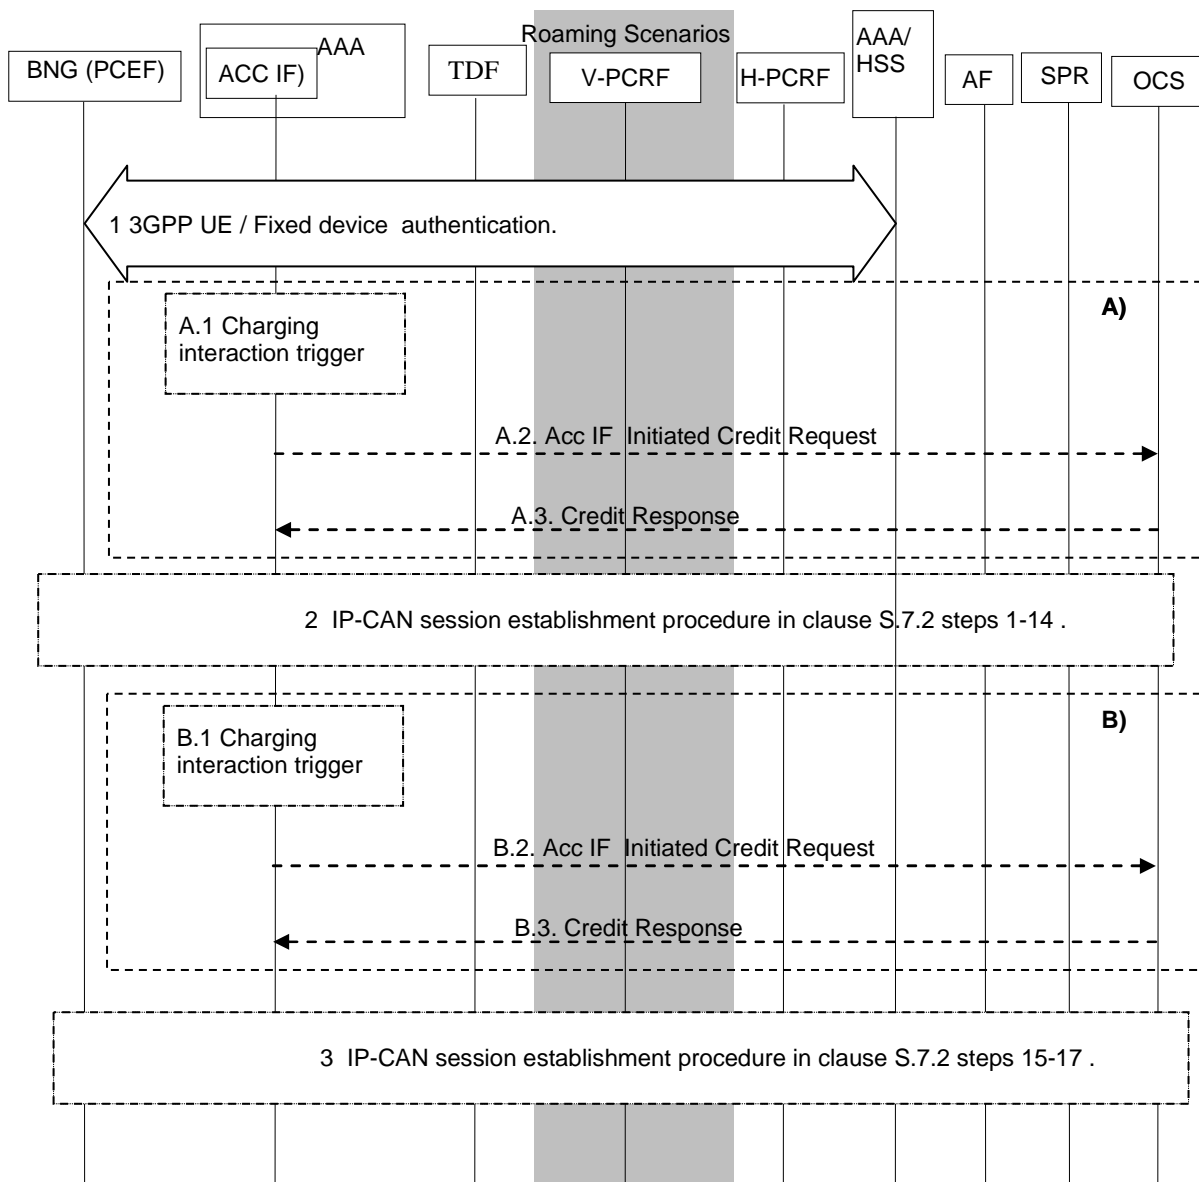 Roaming Scenarios
BNG (PCEF)
AAA
ACC IF)
TDF
V-PCRF
H-PCRF
AAA/
HSS
AF
SPR
OCS
1 3GPP UE / Fixed device authentication.
A)
A.1 Charging
interaction trigger
A.2. Acc IF Initiated Credit Request
A.3. Credit Response
2 IP-CAN session establishment procedure in clause S.7.2 steps 1-14 .
B)
B.1 Charging
interaction trigger
B.2. Acc IF Initiated Credit Request
B.3. Credit Response
3 IP-CAN session establishment procedure in clause S.7.2 steps 15-17 .